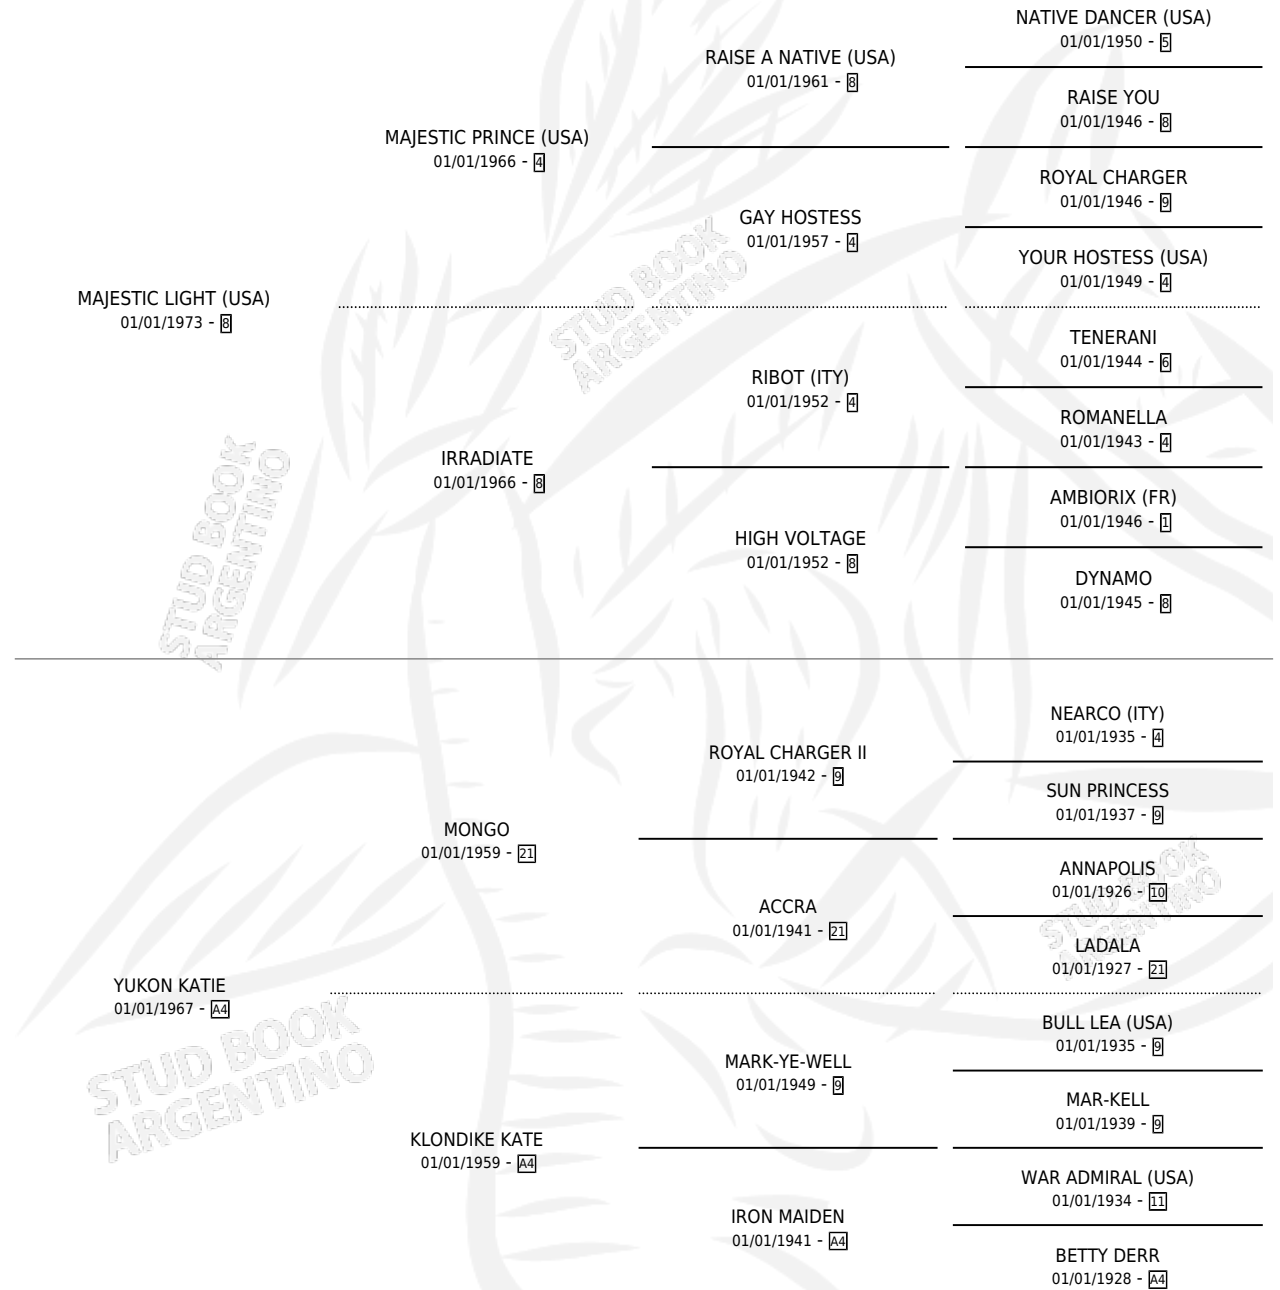 NATIVE DANCER (USA)
01/01/1950 - 5
RAISE A NATIVE (USA)
01/01/1961 - 8
RAISE YOU
01/01/1946 - 8
MAJESTIC PRINCE (USA)
01/01/1966 - 4
ROYAL CHARGER
01/01/1946 - 9
GAY HOSTESS
01/01/1957 - 4
YOUR HOSTESS (USA)
01/01/1949 - 4
MAJESTIC LIGHT (USA)
01/01/1973 - 8
TENERANI
01/01/1944 - 6
RIBOT (ITY)
01/01/1952 - 4
ROMANELLA
01/01/1943 - 4
IRRADIATE
01/01/1966 - 8
AMBIORIX (FR)
01/01/1946 - 1
HIGH VOLTAGE
01/01/1952 - 8
DYNAMO
01/01/1945 - 8
NEARCO (ITY)
01/01/1935 - 4
ROYAL CHARGER II
01/01/1942 - 9
SUN PRINCESS
01/01/1937 - 9
MONGO
01/01/1959 - 21
ANNAPOLIS
01/01/1926 - 10
ACCRA
01/01/1941 - 21
LADALA
01/01/1927 - 21
YUKON KATIE
01/01/1967 - A4
BULL LEA (USA)
01/01/1935 - 9
MARK-YE-WELL
01/01/1949 - 9
MAR-KELL
01/01/1939 - 9
KLONDIKE KATE
01/01/1959 - A4
WAR ADMIRAL (USA)
01/01/1934 - 11
IRON MAIDEN
01/01/1941 - A4
BETTY DERR
01/01/1928 - A4
STUD BOOK
ARGENTINO
STUD BOOK
ARGENTINO
STUD BOOK
ARGENTINO
STUD BOOK
ARGENTINO